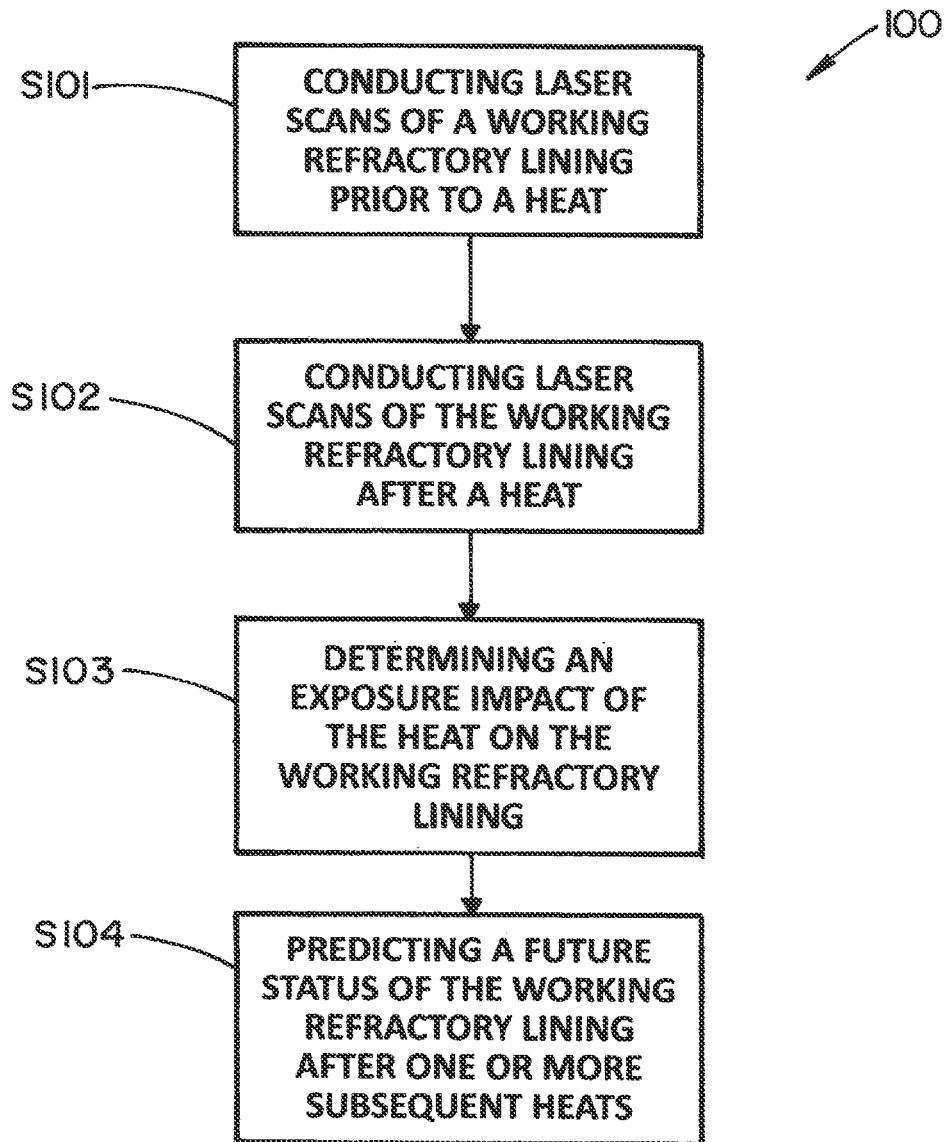 100
S101
CONDUCTING LASER
SCANS OF A WORKING
REFRACTORY LINING
PRIOR TO A HEAT
S102
CONDUCTING LASER
SCANS OF THE WORKING
REFRACTORY LINING
AFTER A HEAT
S103
DETERMINING AN
EXPOSURE IMPACT OF
THE HEAT ON THE
WORKING REFRACTORY
LINING
S104
PREDICTING A FUTURE
STATUS OF THE WORKING
REFRACTORY LINING
AFTER ONE OR MORE
SUBSEQUENT HEATS